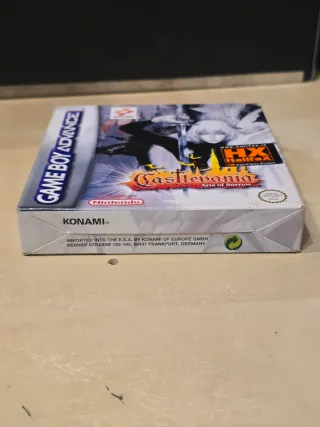 GAME BOY ADVANCE
KONAMI
HX
HalifaX
Castlevania
Aria of Sorrow
Nintendo
KONAMI®
IMPORTED INTO THE E.E.A. BY KONAMI OF EUROPE GMBH
BERNER STRASSE 103-105, 60437 FRANKFURT, GERMANY